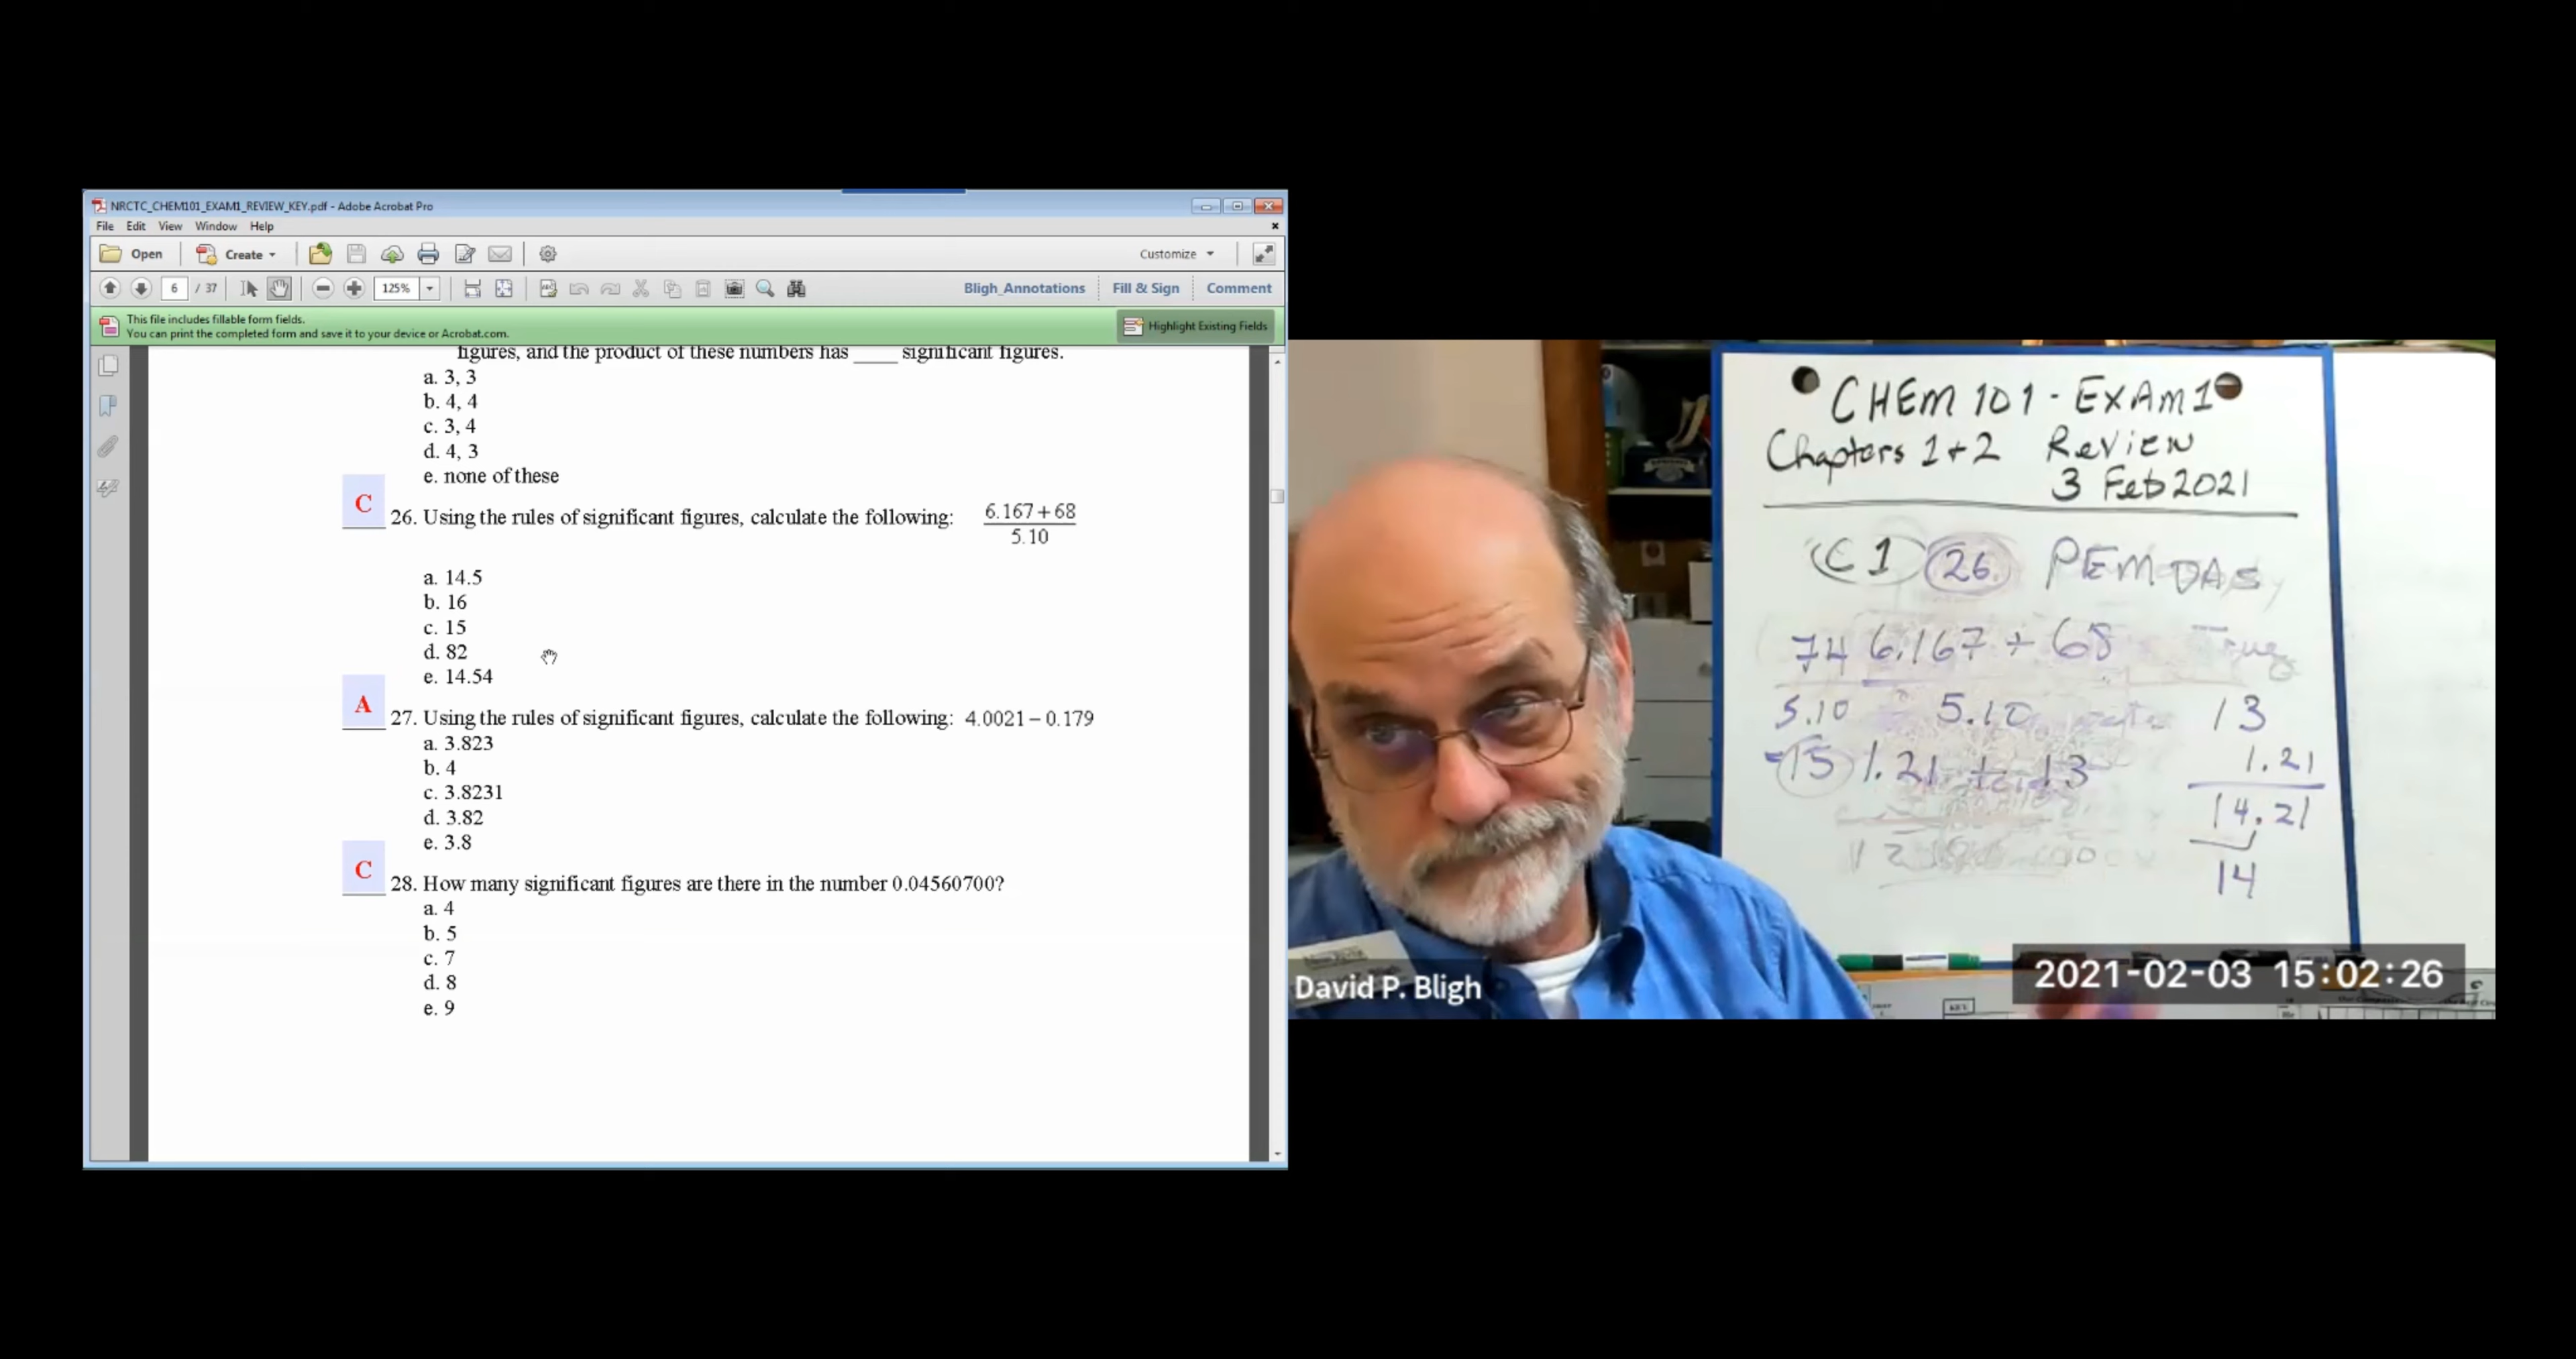 NRCTC_CHEM101_EXAM1_REVIEW_KEY.pdf - Adobe Acrobat Pro
File Edit View Window Help
Open Create Customize
6 / 37 125% Bligh_Annotations Fill & Sign Comment
This file includes fillable form fields.
You can print the completed form and save it to your device or Acrobat.com.
Highlight Existing Fields
figures, and the product of these numbers has ____ significant figures.
a. 3, 3
b. 4, 4
c. 3, 4
d. 4, 3
e. none of these
C 26. Using the rules of significant figures, calculate the following: 6.167 + 68
5.10
a. 14.5
b. 16
c. 15
d. 82
e. 14.54
A 27. Using the rules of significant figures, calculate the following: 4.0021 – 0.179
a. 3.823
b. 4
c. 3.8231
d. 3.82
e. 3.8
C 28. How many significant figures are there in the number 0.04560700?
a. 4
b. 5
c. 7
d. 8
e. 9
CHEM 101 - EXAM 1
Chapters 1 + 2 Review
3 Feb 2021
C 1 26. PEMDAS
74 6.167 + 68
5.10 5.10 13
15 1.21 + 13 1.21
14.21
14
David P. Bligh
2021-02-03 15:02:26
KEY